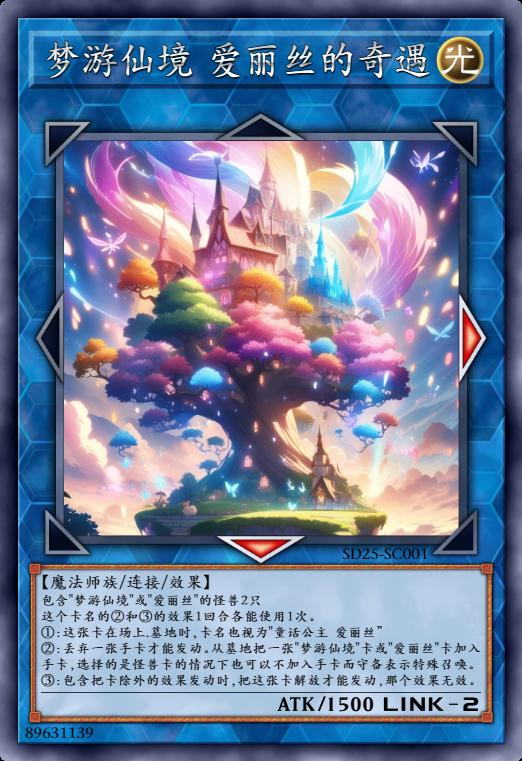 梦游仙境 爱丽丝的奇遇
光
SD25-SC001
【魔法师族/连接/效果】
包含"梦游仙境"或"爱丽丝"的怪兽2只
这个卡名的②和③的效果1回合各能使用1次。
①:这张卡在场上.墓地时,卡名也视为"童话公主 爱丽丝"
②:丢弃一张手卡才能发动。从墓地把一张"梦游仙境"卡或"爱丽丝"卡加入
手卡,选择的是怪兽卡的情况下也可以不加入手卡而守备表示特殊召唤。
③:包含把卡除外的效果发动时,把这张卡解放才能发动,那个效果无效。
ATK/1500 LINK-2
89631139